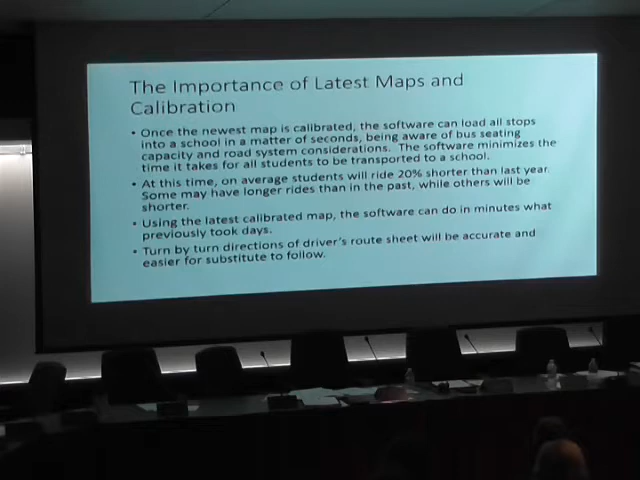 The Importance of Latest Maps and
Calibration
• Once the newest map is calibrated, the software can load all stops
into a school in a matter of seconds, being aware of bus seating
capacity and road system considerations.  The software minimizes the
time it takes for all students to be transported to a school.
• At this time, on average students will ride 20% shorter than last year.
Some may have longer rides than in the past, while others will be
shorter.
• Using the latest calibrated map, the software can do in minutes what
previously took days.
• Turn by turn directions of driver's route sheet will be accurate and
easier for substitute to follow.